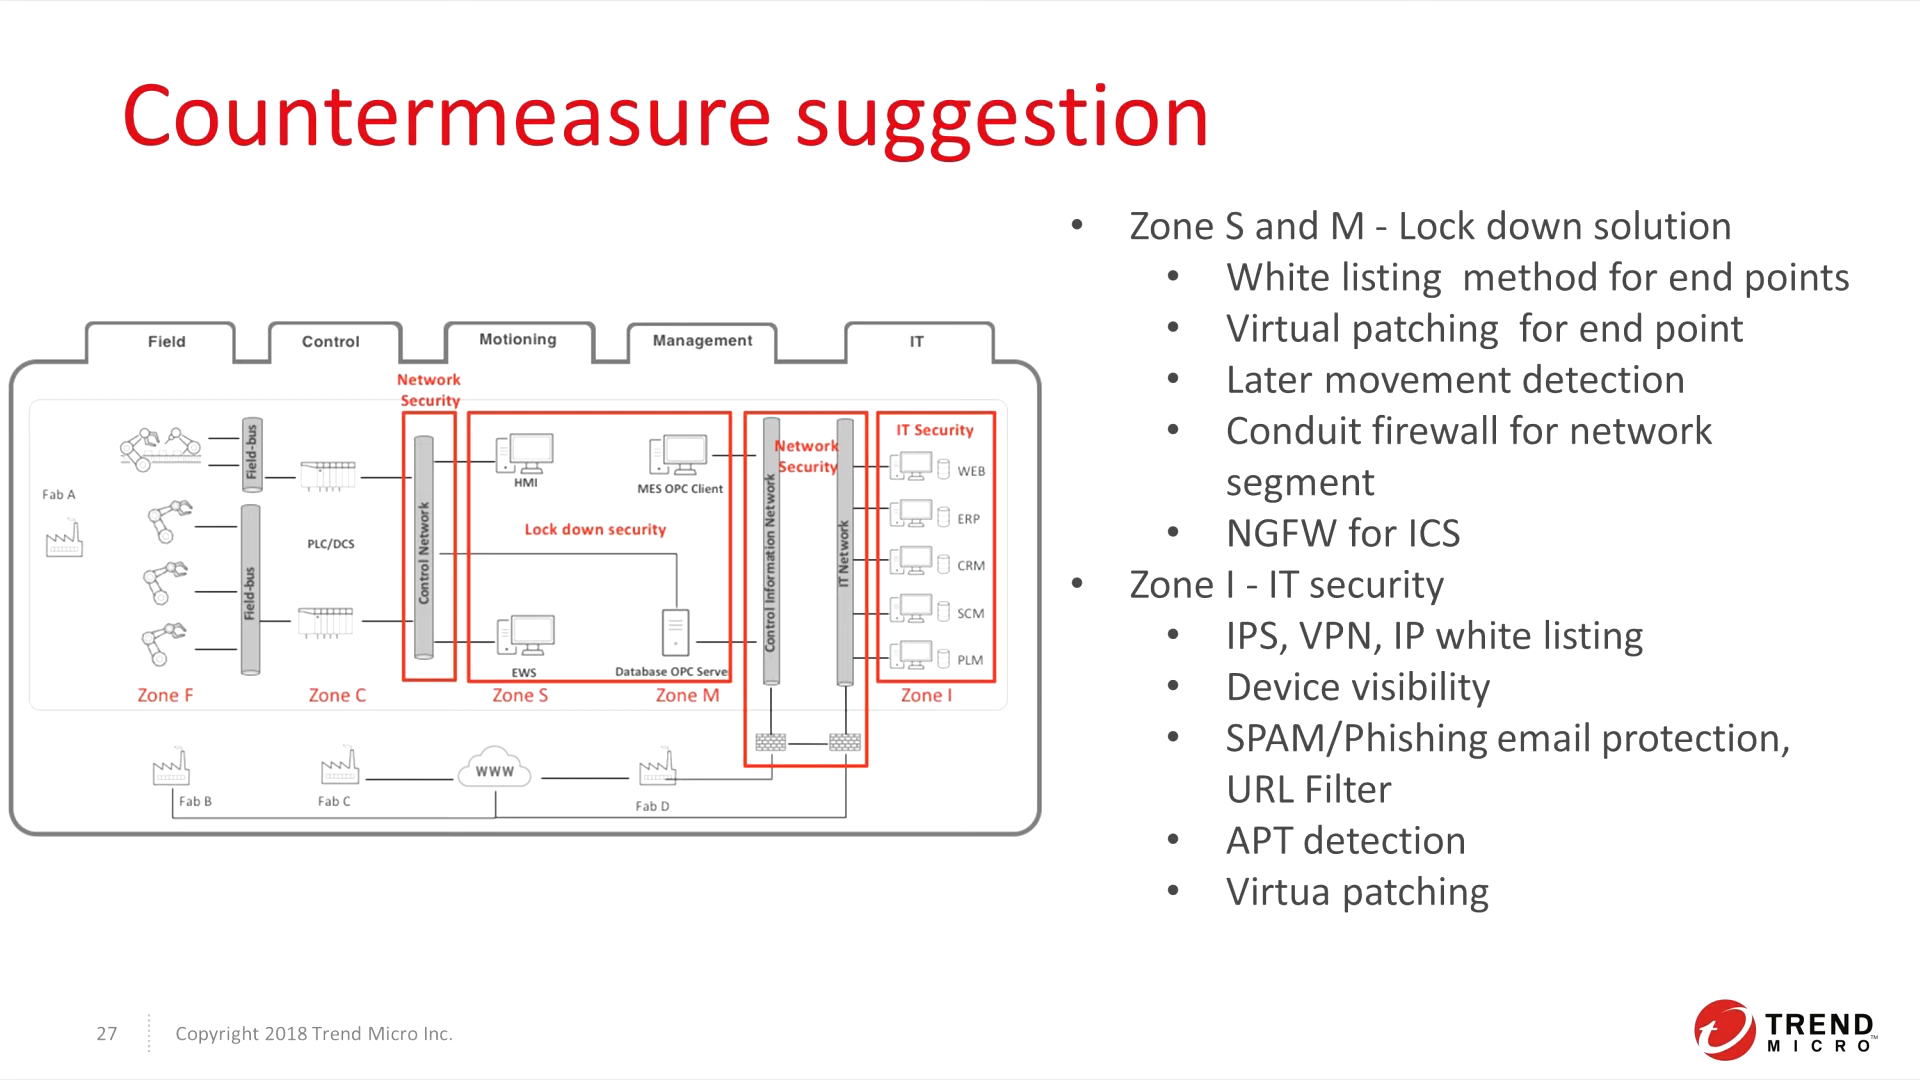 Countermeasure suggestion
• Zone S and M - Lock down solution
• White listing  method for end points
• Virtual patching  for end point
• Later movement detection
• Conduit firewall for network
segment
• NGFW for ICS
• Zone I - IT security
• IPS, VPN, IP white listing
• Device visibility
• SPAM/Phishing email protection,
URL Filter
• APT detection
• Virtua patching
Field
Control
Motioning
Management
IT
Network
Security
Network
Security
IT Security
Fab A
Field-bus
Field-bus
PLC/DCS
Control Network
HMI
MES OPC Client
Lock down security
EWS
Database OPC Serve
Control Information Network
IT Network
WEB
ERP
CRM
SCM
PLM
Zone F
Zone C
Zone S
Zone M
Zone I
WWW
Fab B
Fab C
Fab D
27
Copyright 2018 Trend Micro Inc.
TREND
MICRO™